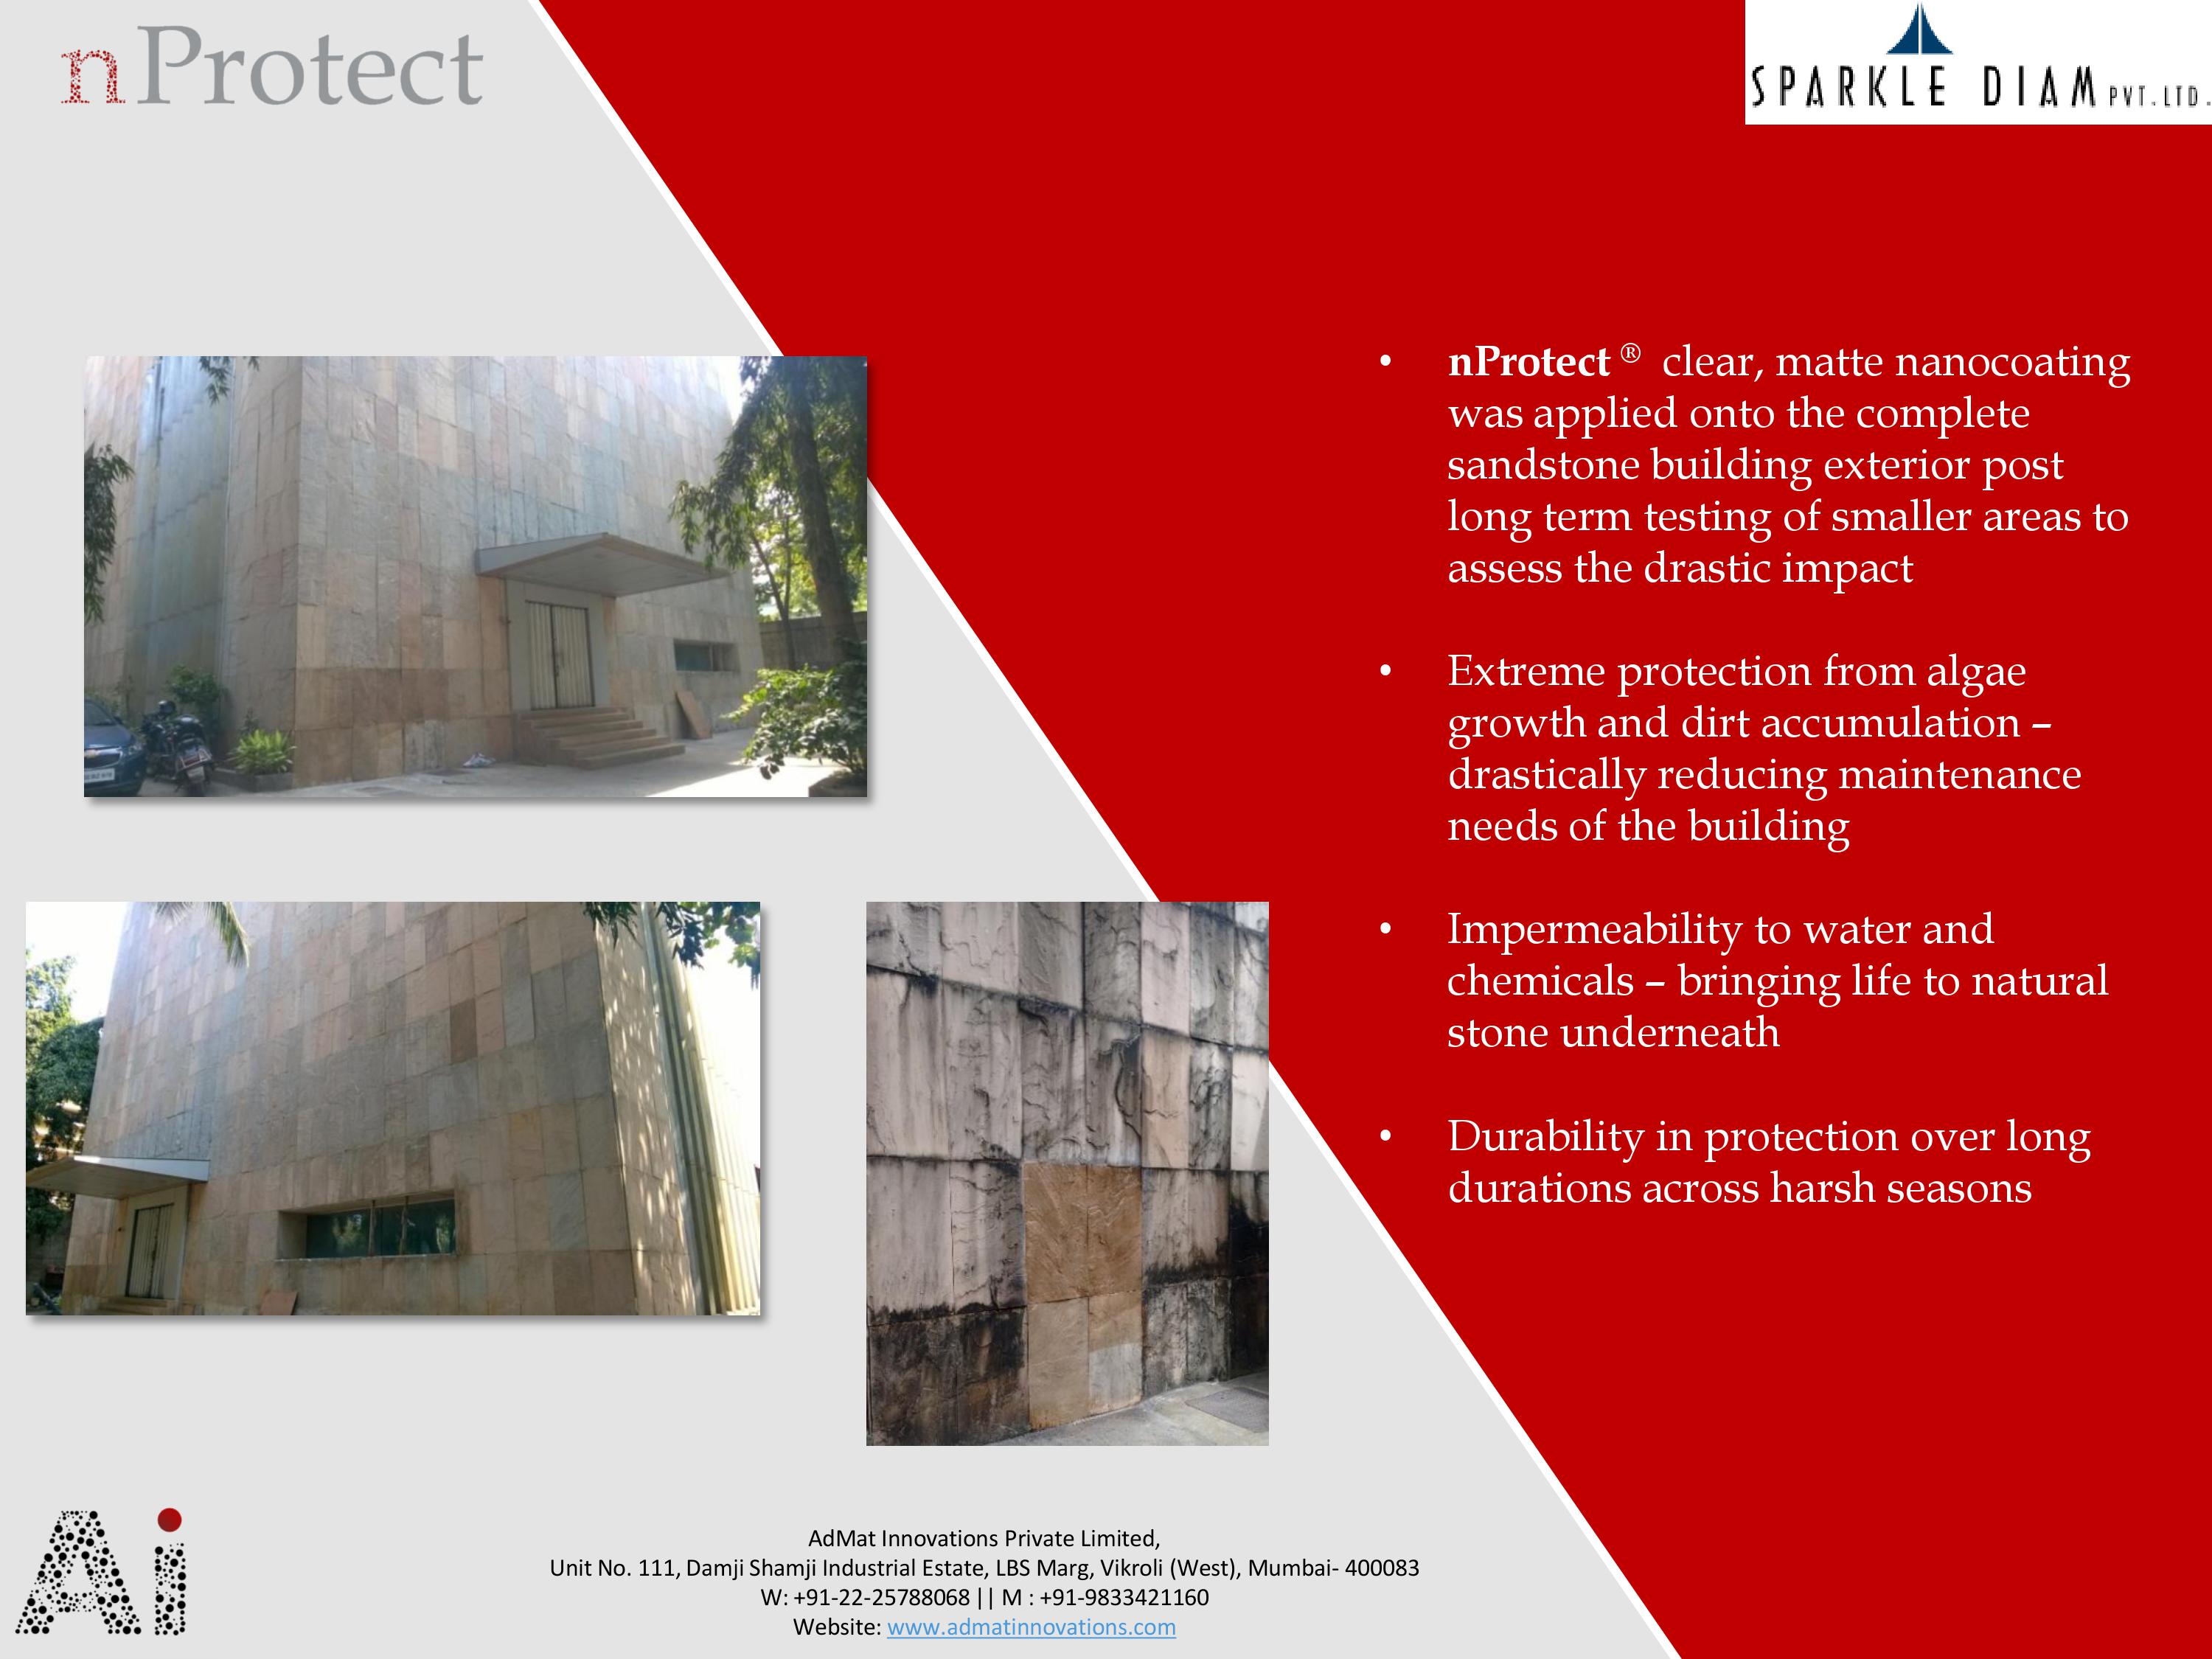 nProtect
SPARKLE DIAM PVT. LTD.
• nProtect ® clear, matte nanocoating
was applied onto the complete
sandstone building exterior post
long term testing of smaller areas to
assess the drastic impact
• Extreme protection from algae
growth and dirt accumulation –
drastically reducing maintenance
needs of the building
• Impermeability to water and
chemicals – bringing life to natural
stone underneath
• Durability in protection over long
durations across harsh seasons
Ai
AdMat Innovations Private Limited,
Unit No. 111, Damji Shamji Industrial Estate, LBS Marg, Vikroli (West), Mumbai- 400083
W: +91-22-25788068 || M : +91-9833421160
Website: www.admatinnovations.com